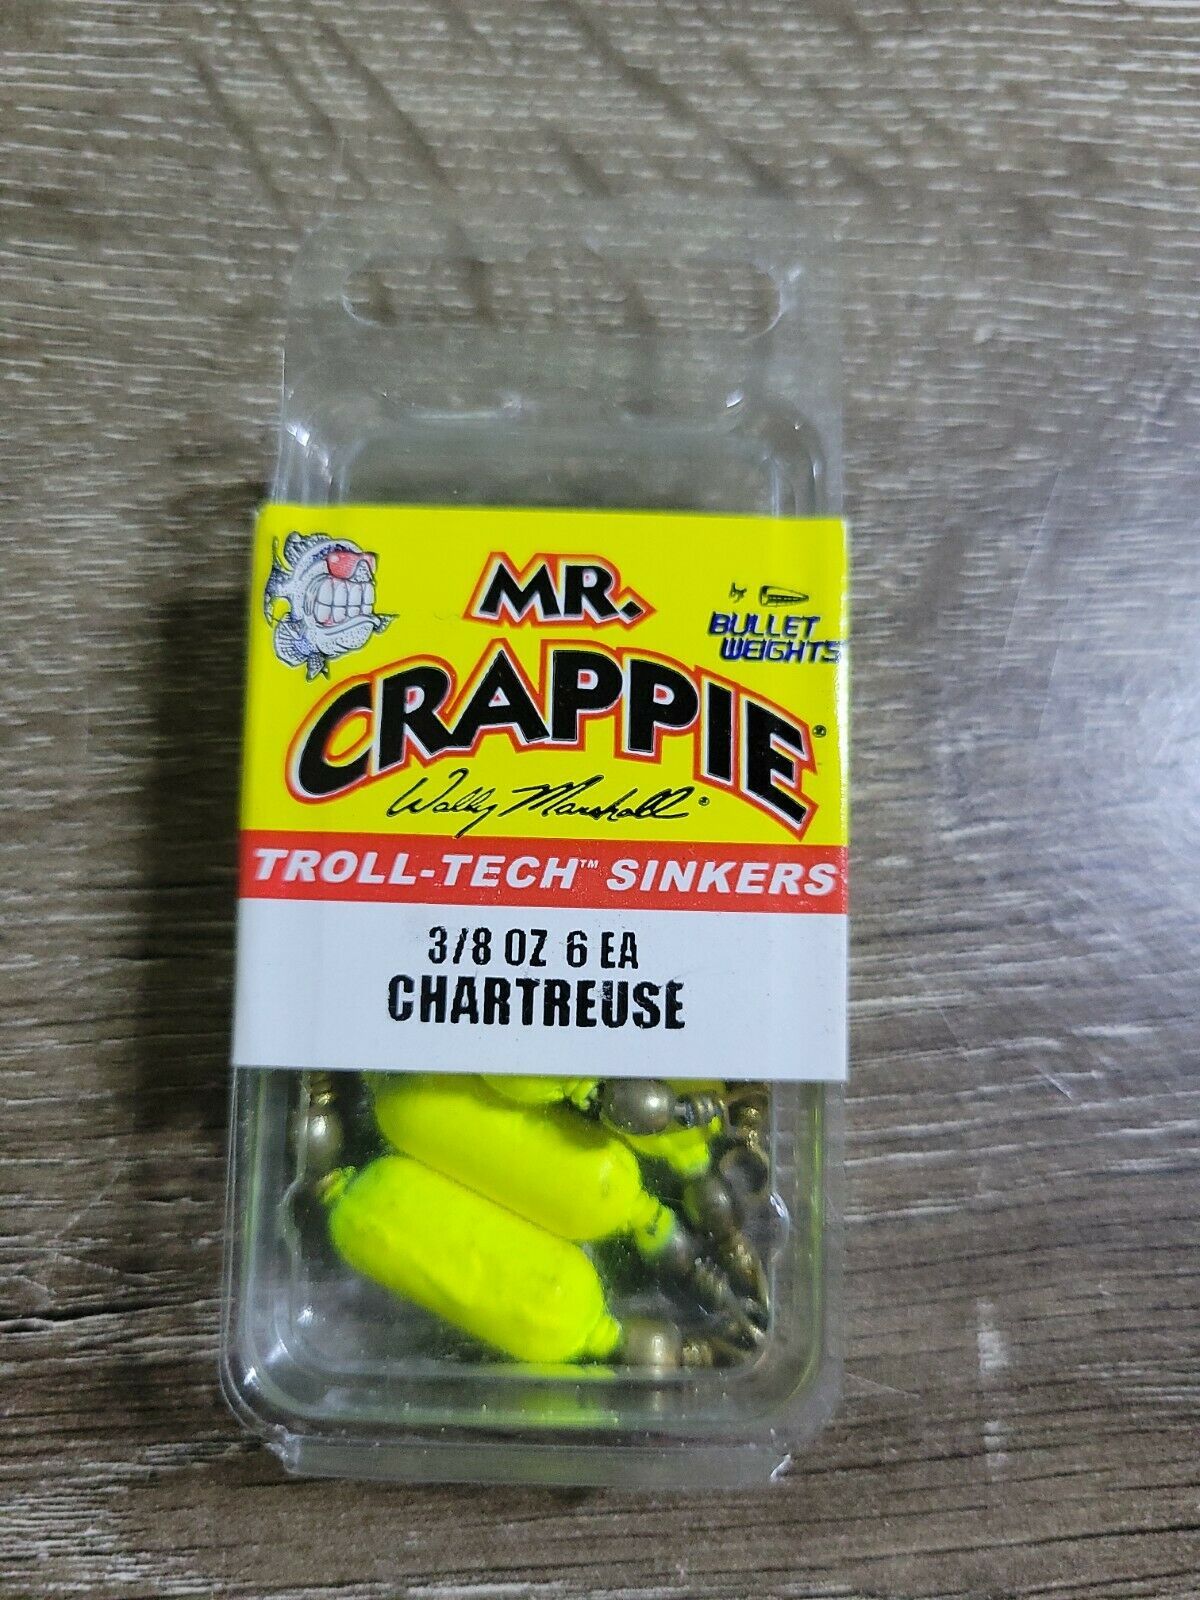 MR.
CRAPPIE®
by
BULLET
WEIGHTS
Wally Marshall®
TROLL-TECH™ SINKERS
3/8 OZ 6 EA
CHARTREUSE